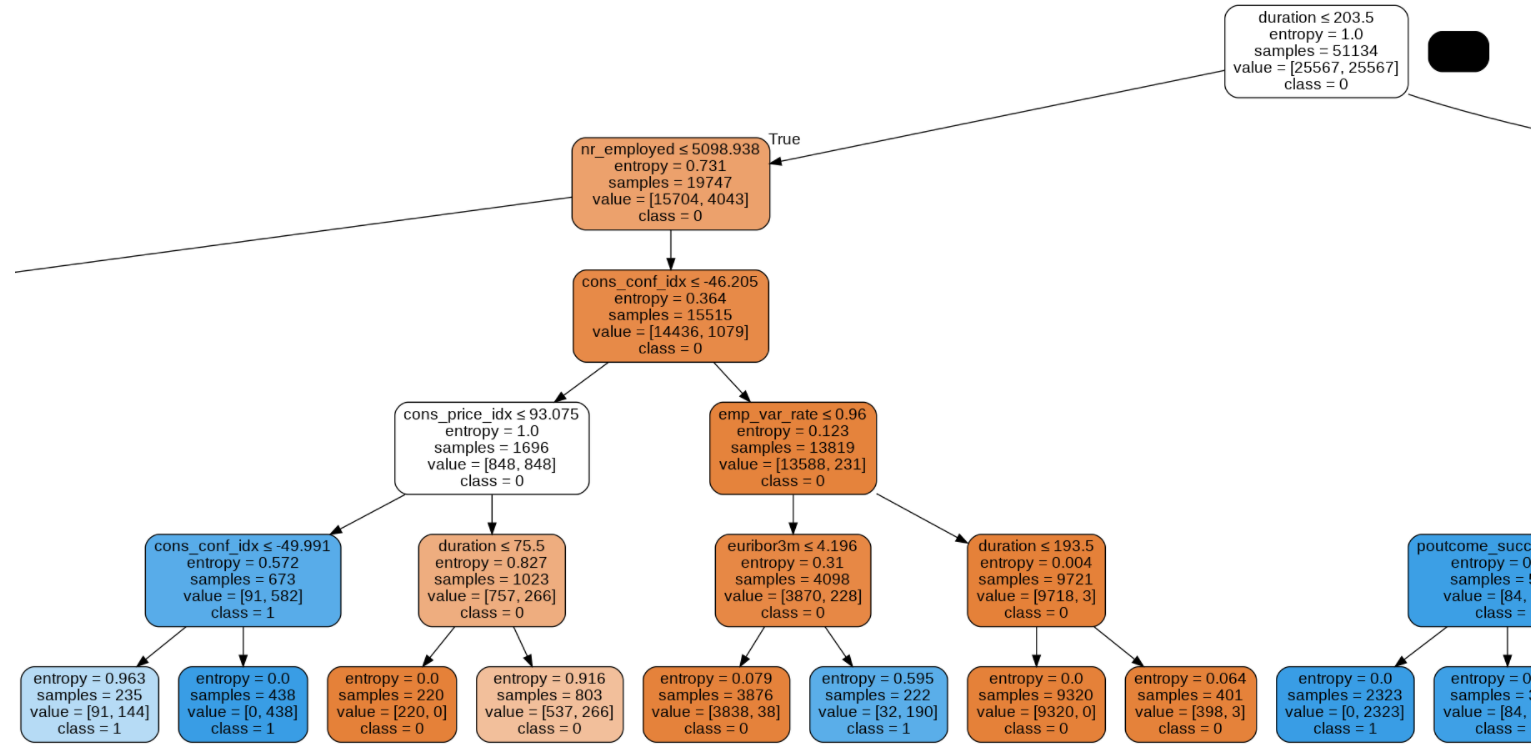 duration ≤ 203.5
entropy = 1.0
samples = 51134
value = [25567, 25567]
class = 0
True
nr_employed ≤ 5098.938
entropy = 0.731
samples = 19747
value = [15704, 4043]
class = 0
cons_conf_idx ≤ -46.205
entropy = 0.364
samples = 15515
value = [14436, 1079]
class = 0
cons_price_idx ≤ 93.075
entropy = 1.0
samples = 1696
value = [848, 848]
class = 0
emp_var_rate ≤ 0.96
entropy = 0.123
samples = 13819
value = [13588, 231]
class = 0
cons_conf_idx ≤ -49.991
entropy = 0.572
samples = 673
value = [91, 582]
class = 1
duration ≤ 75.5
entropy = 0.827
samples = 1023
value = [757, 266]
class = 0
euribor3m ≤ 4.196
entropy = 0.31
samples = 4098
value = [3870, 228]
class = 0
duration ≤ 193.5
entropy = 0.004
samples = 9721
value = [9718, 3]
class = 0
poutcome_succ
entropy = 0
samples =
value = [84,
class =
entropy = 0.963
samples = 235
value = [91, 144]
class = 1
entropy = 0.0
samples = 438
value = [0, 438]
class = 1
entropy = 0.0
samples = 220
value = [220, 0]
class = 0
entropy = 0.916
samples = 803
value = [537, 266]
class = 0
entropy = 0.079
samples = 3876
value = [3838, 38]
class = 0
entropy = 0.595
samples = 222
value = [32, 190]
class = 1
entropy = 0.0
samples = 9320
value = [9320, 0]
class = 0
entropy = 0.064
samples = 401
value = [398, 3]
class = 0
entropy = 0.0
samples = 2323
value = [0, 2323]
class = 1
entropy = 0
samples =
value = [84,
class =